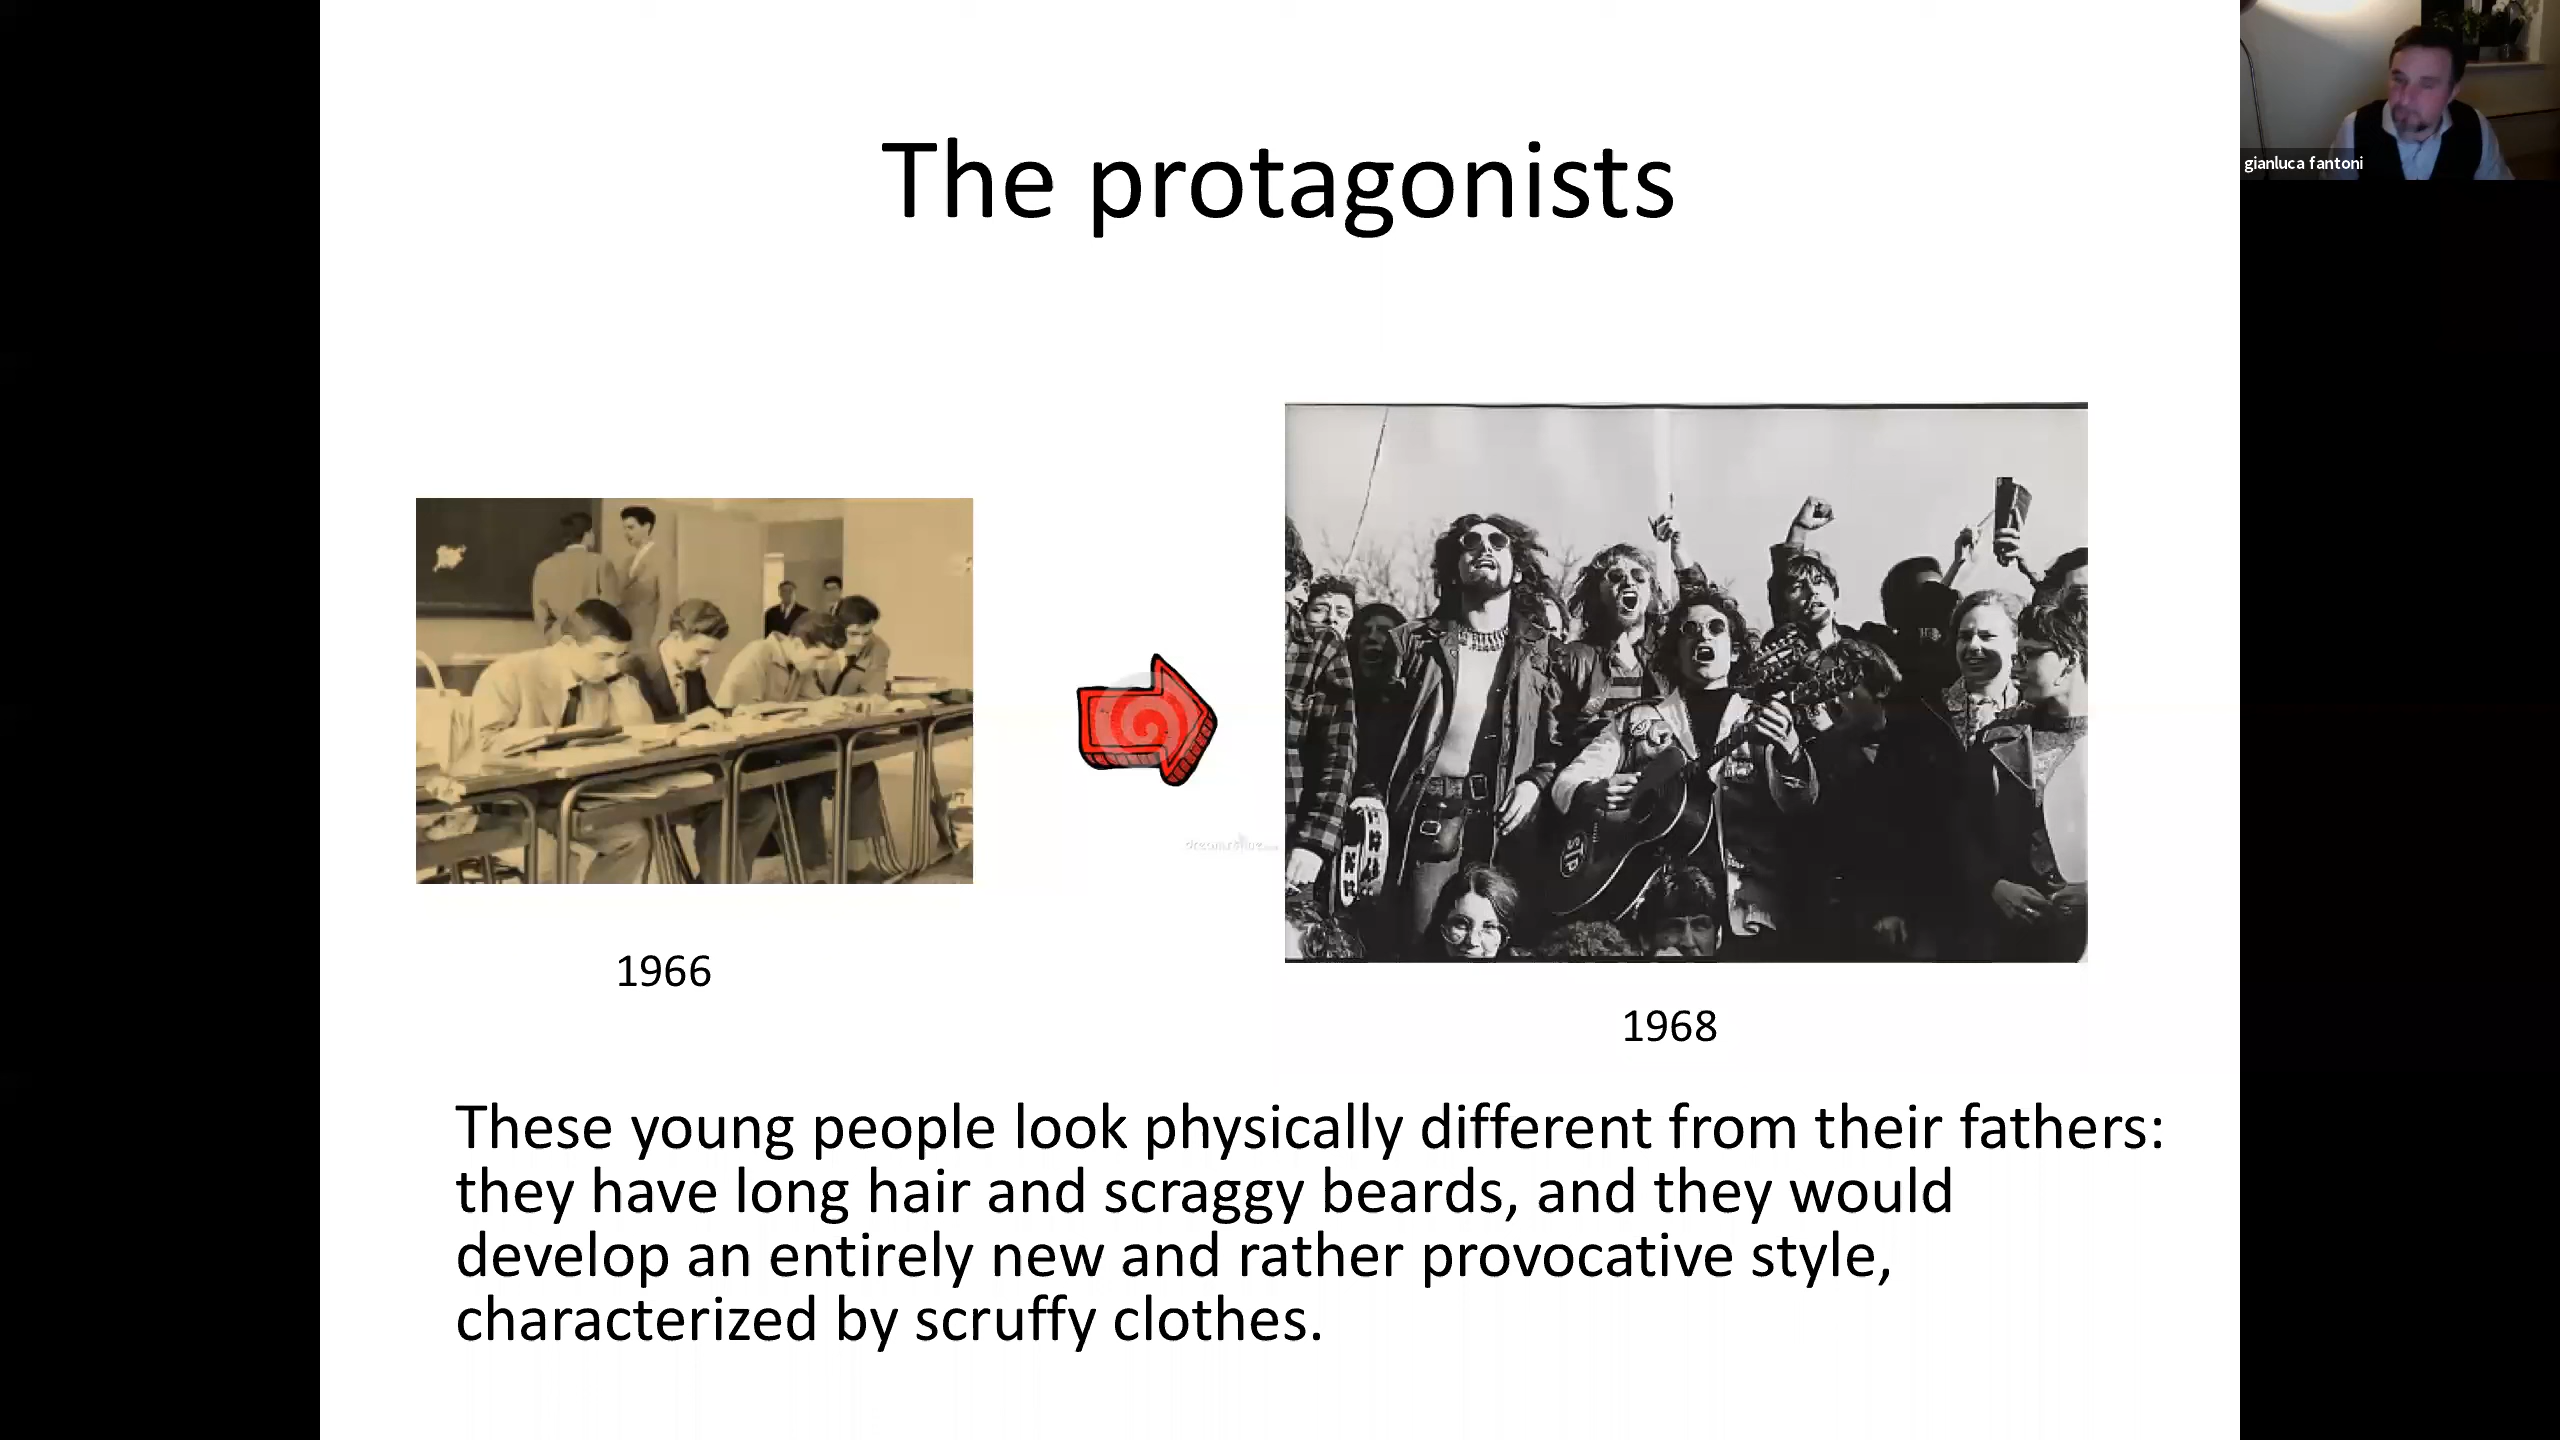 The protagonists
gianluca fantoni
STP
1966
1968
These young people look physically different from their fathers:
they have long hair and scraggy beards, and they would
develop an entirely new and rather provocative style,
characterized by scruffy clothes.